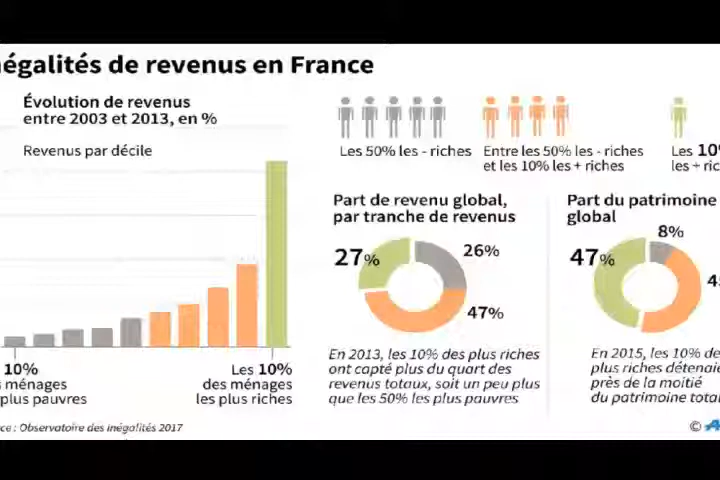 négalités de revenus en France
Évolution de revenus
entre 2003 et 2013, en %
Revenus par décile
10%
ménages
plus pauvres
Les 10%
des ménages
les plus riches
Les 50% les - riches
Entre les 50% les - riches
et les 10% les + riches
Les 10%
les + ric
Part de revenu global,
par tranche de revenus
27%
26%
47%
En 2013, les 10% des plus riches
ont capté plus du quart des
revenus totaux, soit un peu plus
que les 50% les plus pauvres
Part du patrimoine
global
8%
47%
4
En 2015, les 10% de
plus riches détenaie
près de la moitié
du patrimoine total
ce : Observatoire des inégalités 2017
© A